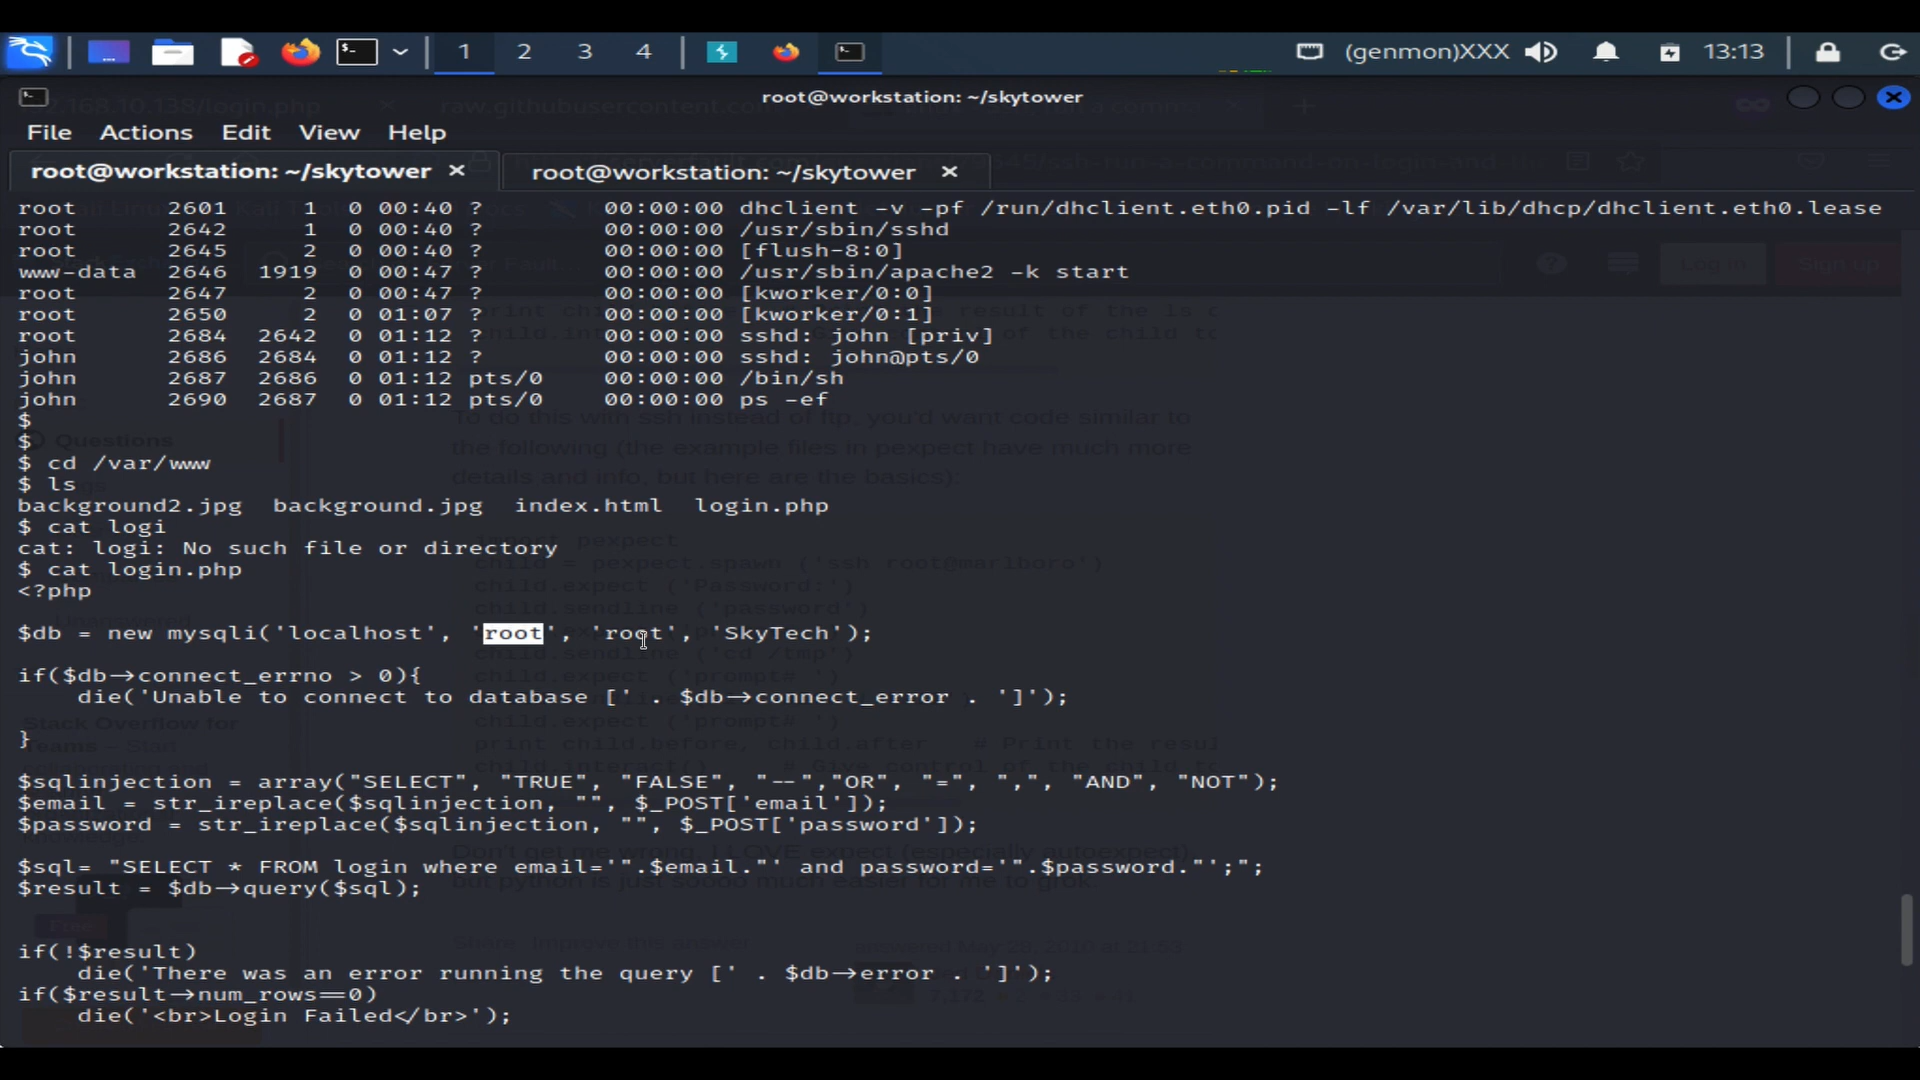 1 2 3 4 (genmon)XXX 13:13
root@workstation: ~/skytower
File Actions Edit View Help
root@workstation: ~/skytower × root@workstation: ~/skytower ×
root 2601 1 0 00:40 ? 00:00:00 dhclient -v -pf /run/dhclient.eth0.pid -lf /var/lib/dhcp/dhclient.eth0.lease
root 2642 1 0 00:40 ? 00:00:00 /usr/sbin/sshd
root 2645 2 0 00:40 ? 00:00:00 [flush-8:0]
www-data 2646 1919 0 00:47 ? 00:00:00 /usr/sbin/apache2 -k start
root 2647 2 0 00:47 ? 00:00:00 [kworker/0:0]
root 2650 2 0 01:07 ? 00:00:00 [kworker/0:1]
root 2684 2642 0 01:12 ? 00:00:00 sshd: john [priv]
john 2686 2684 0 01:12 ? 00:00:00 sshd: john@pts/0
john 2687 2686 0 01:12 pts/0 00:00:00 /bin/sh
john 2690 2687 0 01:12 pts/0 00:00:00 ps -ef
$
$
$ cd /var/www
$ ls
background2.jpg background.jpg index.html login.php
$ cat logi
cat: logi: No such file or directory
$ cat login.php
<?php
$db = new mysqli('localhost', 'root', 'root', 'SkyTech');
if($db->connect_errno > 0){
die('Unable to connect to database [' . $db->connect_error . ']');
}
$sqlinjection = array("SELECT", "TRUE", "FALSE", "--","OR", "=", ",", "AND", "NOT");
$email = str_ireplace($sqlinjection, "", $_POST['email']);
$password = str_ireplace($sqlinjection, "", $_POST['password']);
$sql= "SELECT * FROM login where email='".$email."' and password='".$password."';";
$result = $db->query($sql);
if(!$result)
die('There was an error running the query [' . $db->error . ']');
if($result->num_rows==0)
die('<br>Login Failed</br>');